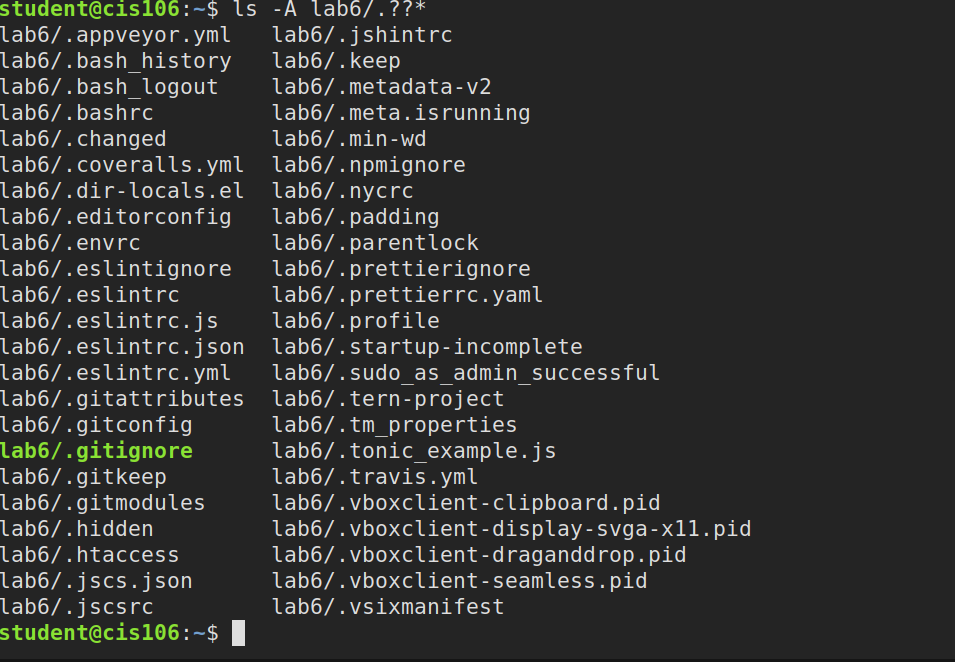 student@cis106:~$ ls -A lab6/.??*
lab6/.appveyor.yml   lab6/.jshintrc
lab6/.bash_history   lab6/.keep
lab6/.bash_logout    lab6/.metadata-v2
lab6/.bashrc         lab6/.meta.isrunning
lab6/.changed        lab6/.min-wd
lab6/.coveralls.yml  lab6/.npmignore
lab6/.dir-locals.el  lab6/.nycrc
lab6/.editorconfig   lab6/.padding
lab6/.envrc          lab6/.parentlock
lab6/.eslintignore   lab6/.prettierignore
lab6/.eslintrc       lab6/.prettierrc.yaml
lab6/.eslintrc.js    lab6/.profile
lab6/.eslintrc.json  lab6/.startup-incomplete
lab6/.eslintrc.yml   lab6/.sudo_as_admin_successful
lab6/.gitattributes  lab6/.tern-project
lab6/.gitconfig      lab6/.tm_properties
lab6/.gitignore      lab6/.tonic_example.js
lab6/.gitkeep        lab6/.travis.yml
lab6/.gitmodules     lab6/.vboxclient-clipboard.pid
lab6/.hidden         lab6/.vboxclient-display-svga-x11.pid
lab6/.htaccess       lab6/.vboxclient-draganddrop.pid
lab6/.jscs.json      lab6/.vboxclient-seamless.pid
lab6/.jscsrc         lab6/.vsixmanifest
student@cis106:~$